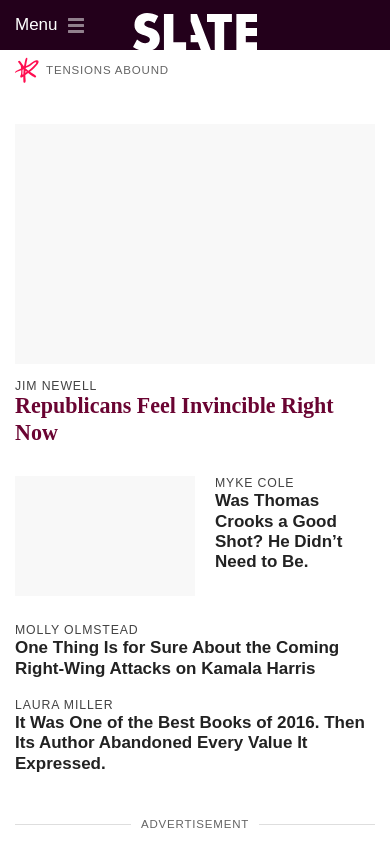 Menu
SLATE
TENSIONS ABOUND
JIM NEWELL
Republicans Feel Invincible Right
Now
MYKE COLE
Was Thomas
Crooks a Good
Shot? He Didn’t
Need to Be.
MOLLY OLMSTEAD
One Thing Is for Sure About the Coming
Right-Wing Attacks on Kamala Harris
LAURA MILLER
It Was One of the Best Books of 2016. Then
Its Author Abandoned Every Value It
Expressed.
ADVERTISEMENT